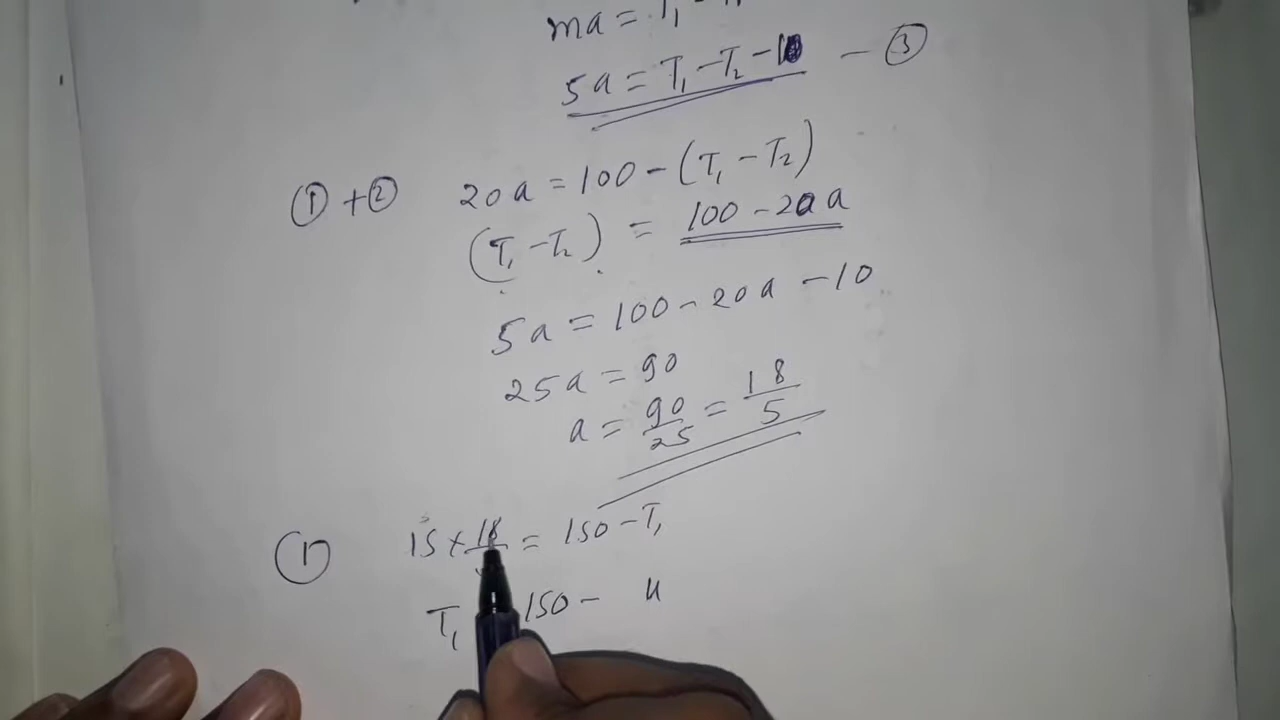 ma = T₁ -
5a = T₁ - T₂ - 10 — ③
① + ② 20a = 100 - (T₁ - T₂)
(T₁ - T₂) = 100 - 20a
5a = 100 - 20a - 10
25a = 90
a = 90/25 = 18/5
① 15 × 18/ = 150 - T₁
T₁ 150 -